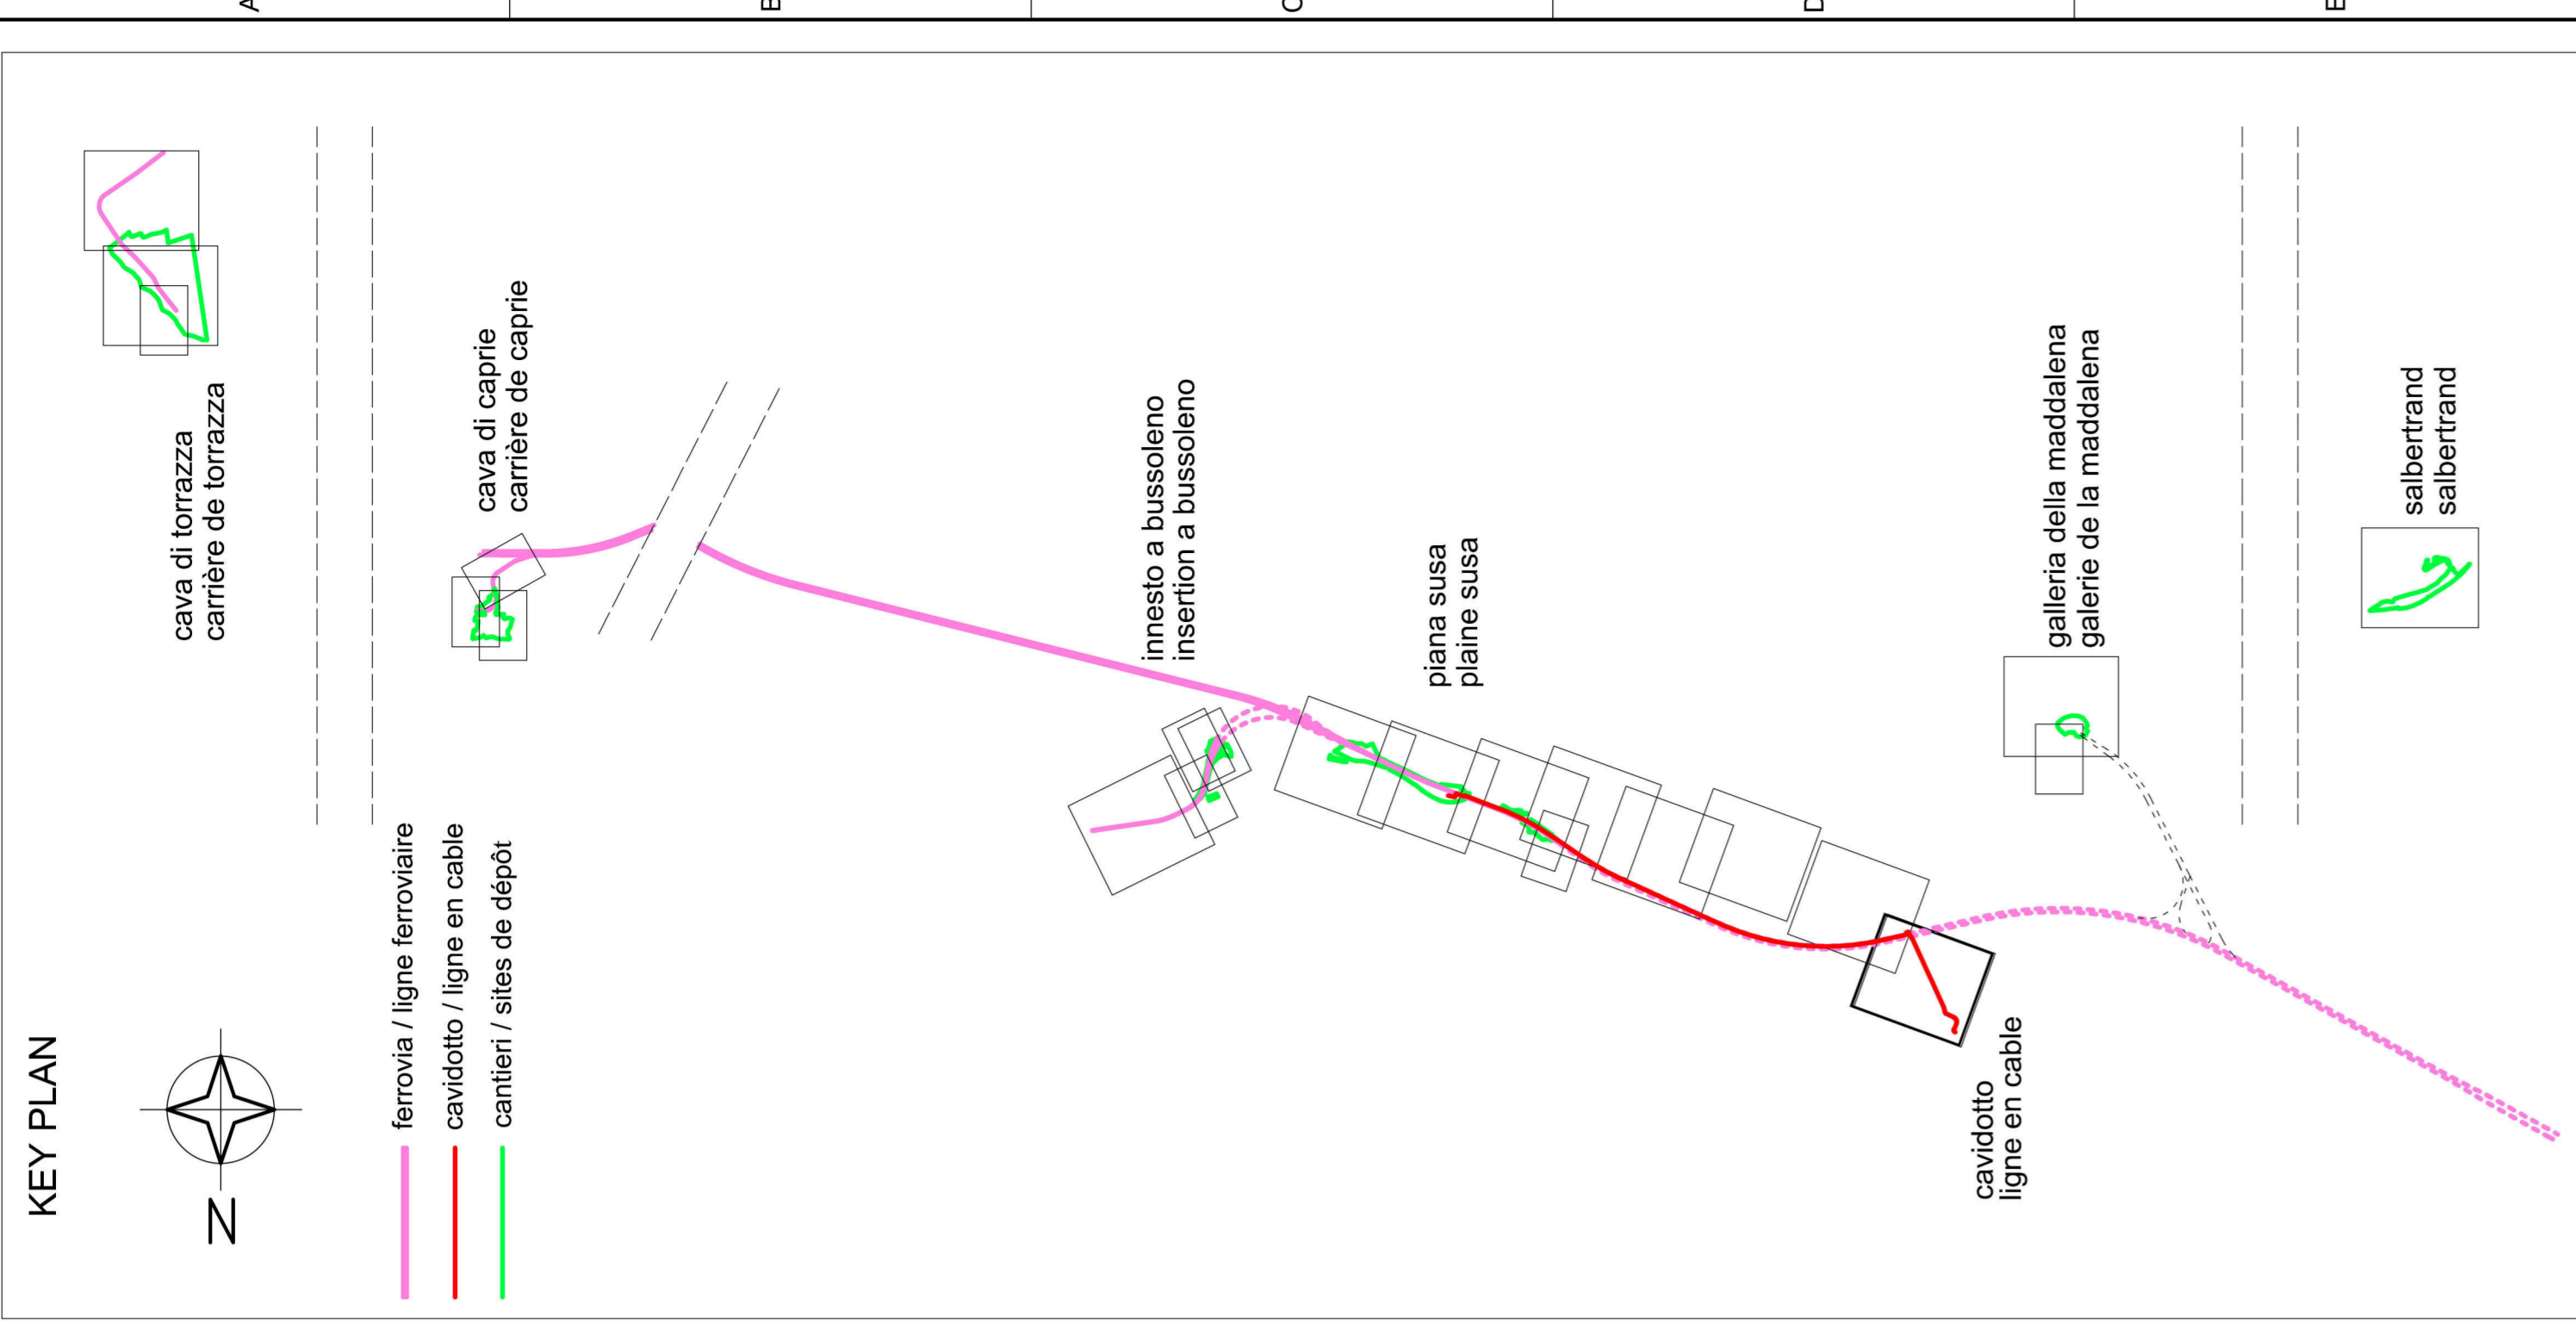 KEY PLAN
N
ferrovia / ligne ferroviaire
cavidotto / ligne en cable
cantieri / sites de dépôt
cava di torrazza
carrière de torrazza
cava di caprie
carrière de caprie
innesto a bussoleno
insertion a bussoleno
piana susa
plaine susa
cavidotto
ligne en cable
galleria della maddalena
galerie de la maddalena
salbertrand
salbertrand
A
B
C
D
E